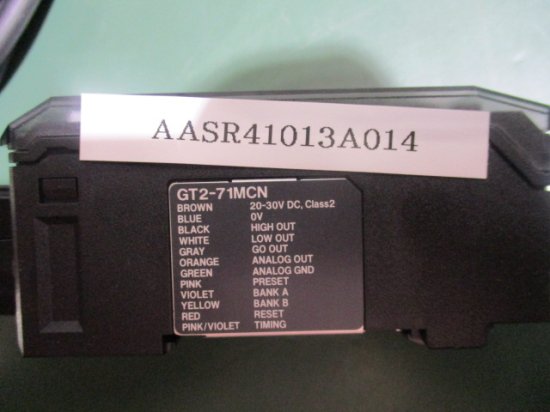 AASR41013A014
GT2-71MCN
BROWN 20-30V DC, Class2
BLUE 0V
BLACK HIGH OUT
WHITE LOW OUT
GRAY GO OUT
ORANGE ANALOG OUT
GREEN ANALOG GND
PINK PRESET
VIOLET BANK A
YELLOW BANK B
RED RESET
PINK/VIOLET TIMING